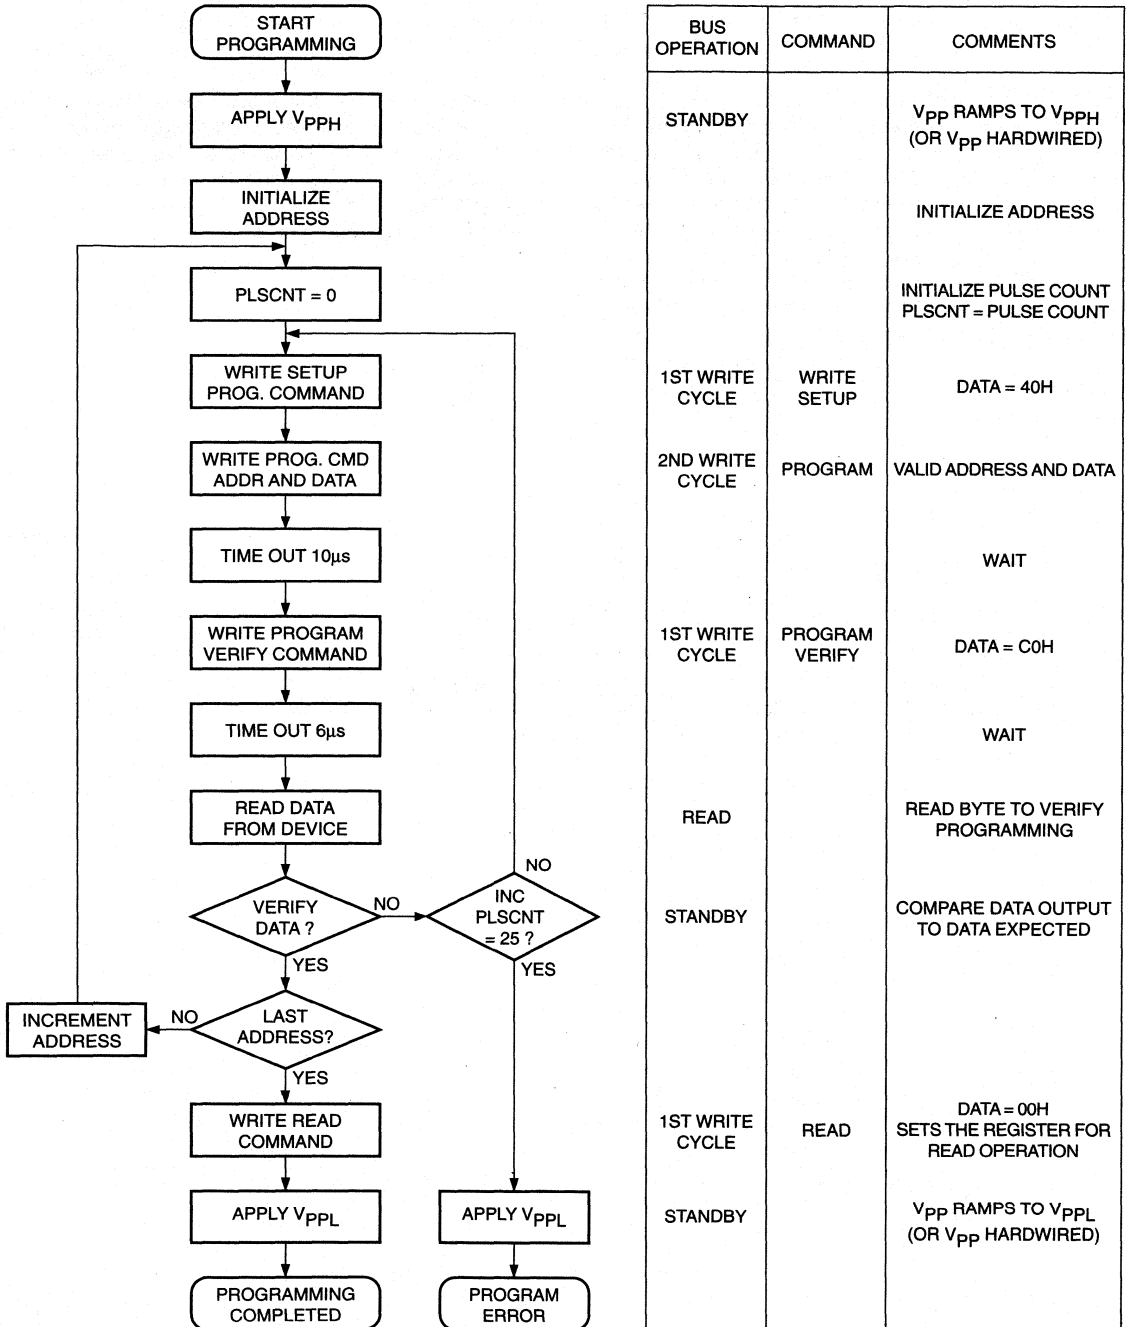 START
PROGRAMMING
APPLY VPPH
INITIALIZE
ADDRESS
PLSCNT = 0
WRITE SETUP
PROG. COMMAND
WRITE PROG. CMD
ADDR AND DATA
TIME OUT 10μs
WRITE PROGRAM
VERIFY COMMAND
TIME OUT 6μs
READ DATA
FROM DEVICE
VERIFY
DATA ?
NO
YES
INC
PLSCNT
= 25 ?
NO
YES
LAST
ADDRESS?
NO
YES
INCREMENT
ADDRESS
WRITE READ
COMMAND
APPLY VPPL
PROGRAMMING
COMPLETED
APPLY VPPL
PROGRAM
ERROR
BUS
OPERATION
COMMAND
COMMENTS
STANDBY
VPP RAMPS TO VPPH
(OR VPP HARDWIRED)
INITIALIZE ADDRESS
INITIALIZE PULSE COUNT
PLSCNT = PULSE COUNT
1ST WRITE
CYCLE
WRITE
SETUP
DATA = 40H
2ND WRITE
CYCLE
PROGRAM
VALID ADDRESS AND DATA
WAIT
1ST WRITE
CYCLE
PROGRAM
VERIFY
DATA = C0H
WAIT
READ
READ BYTE TO VERIFY
PROGRAMMING
STANDBY
COMPARE DATA OUTPUT
TO DATA EXPECTED
1ST WRITE
CYCLE
READ
DATA = 00H
SETS THE REGISTER FOR
READ OPERATION
STANDBY
VPP RAMPS TO VPPL
(OR VPP HARDWIRED)